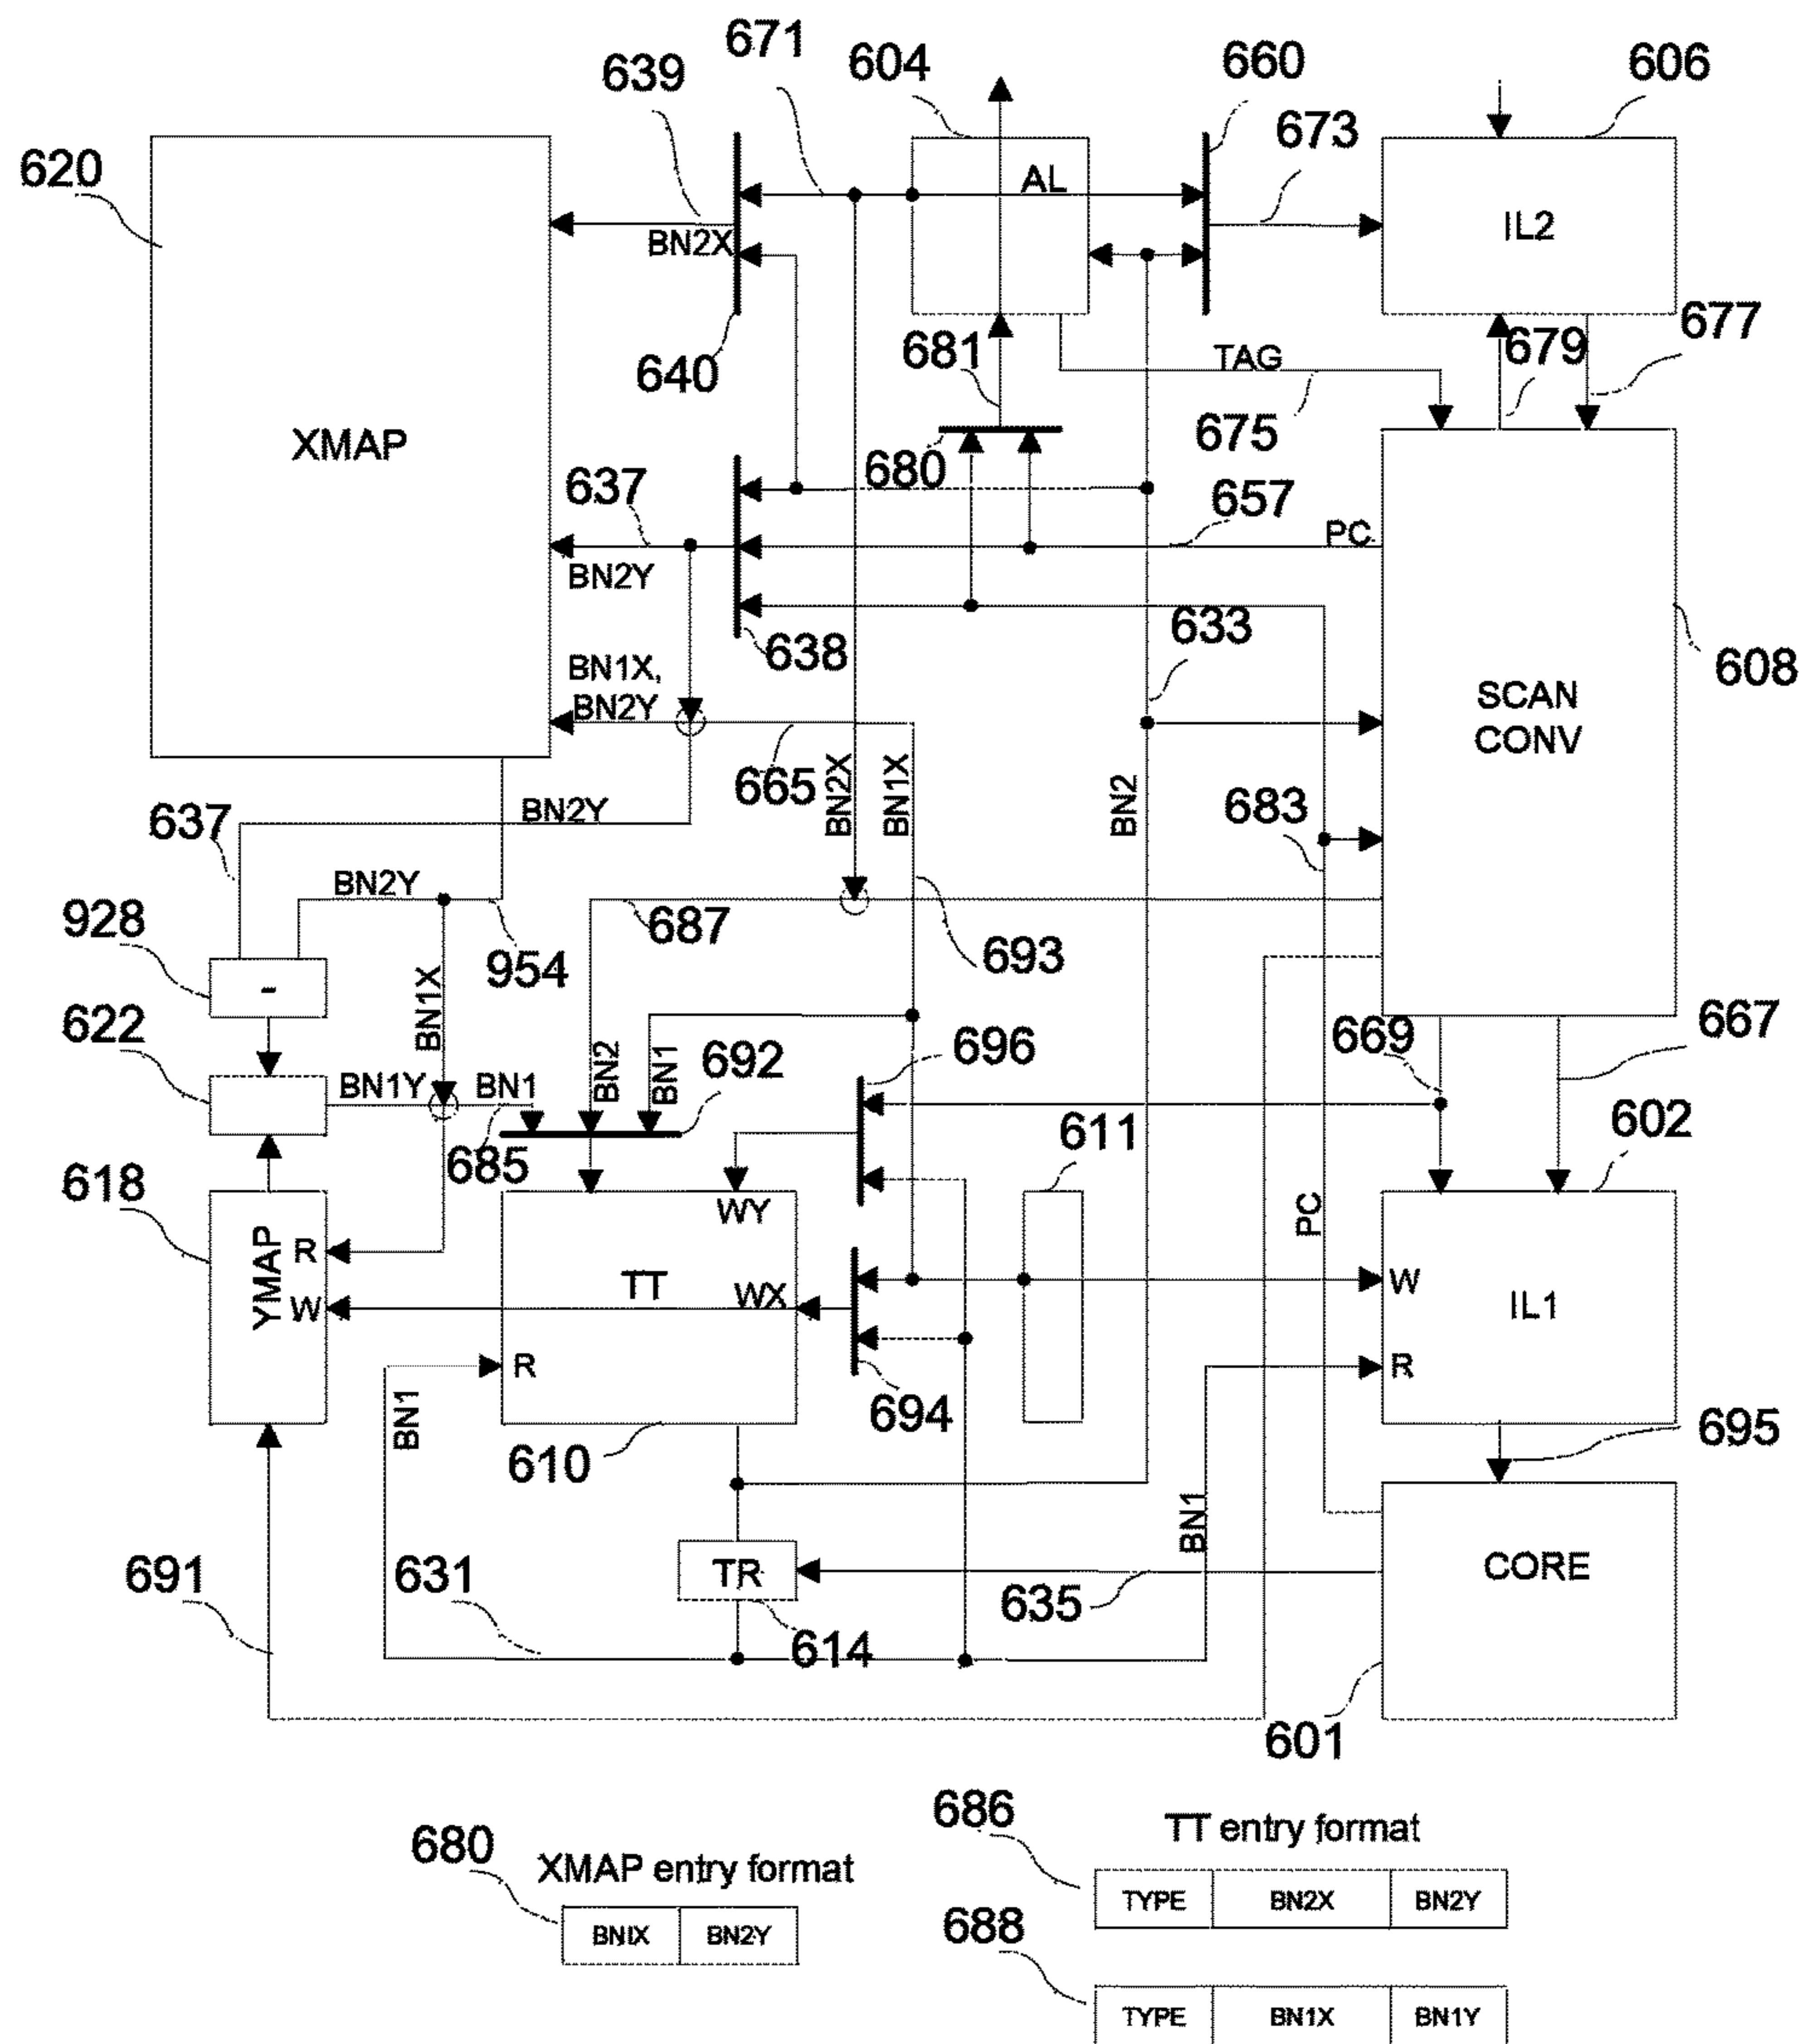 671
604
660
606
639
673
620
AL
BN2X
IL2
677
640
681
679
TAG
XMAP
675
680
637
657
PC
BN2Y
633
638
608
BN1X,
BN2Y
SCAN
CONV
665
BN2X
BN1X
BN2
683
637
BN2Y
BN2Y
928
687
954
693
-
BN1X
622
BN2
BN1
692
696
669
667
BN1Y
BN1
611
602
685
618
WY
PC
YMAP
R
W
TT
WX
W
IL1
R
R
BN1
694
695
610
BN1
CORE
TR
691
631
635
614
601
686
TT entry format
680
XMAP entry format
TYPE
BN2X
BN2Y
BNIX
BN2Y
688
TYPE
BN1X
BN1Y